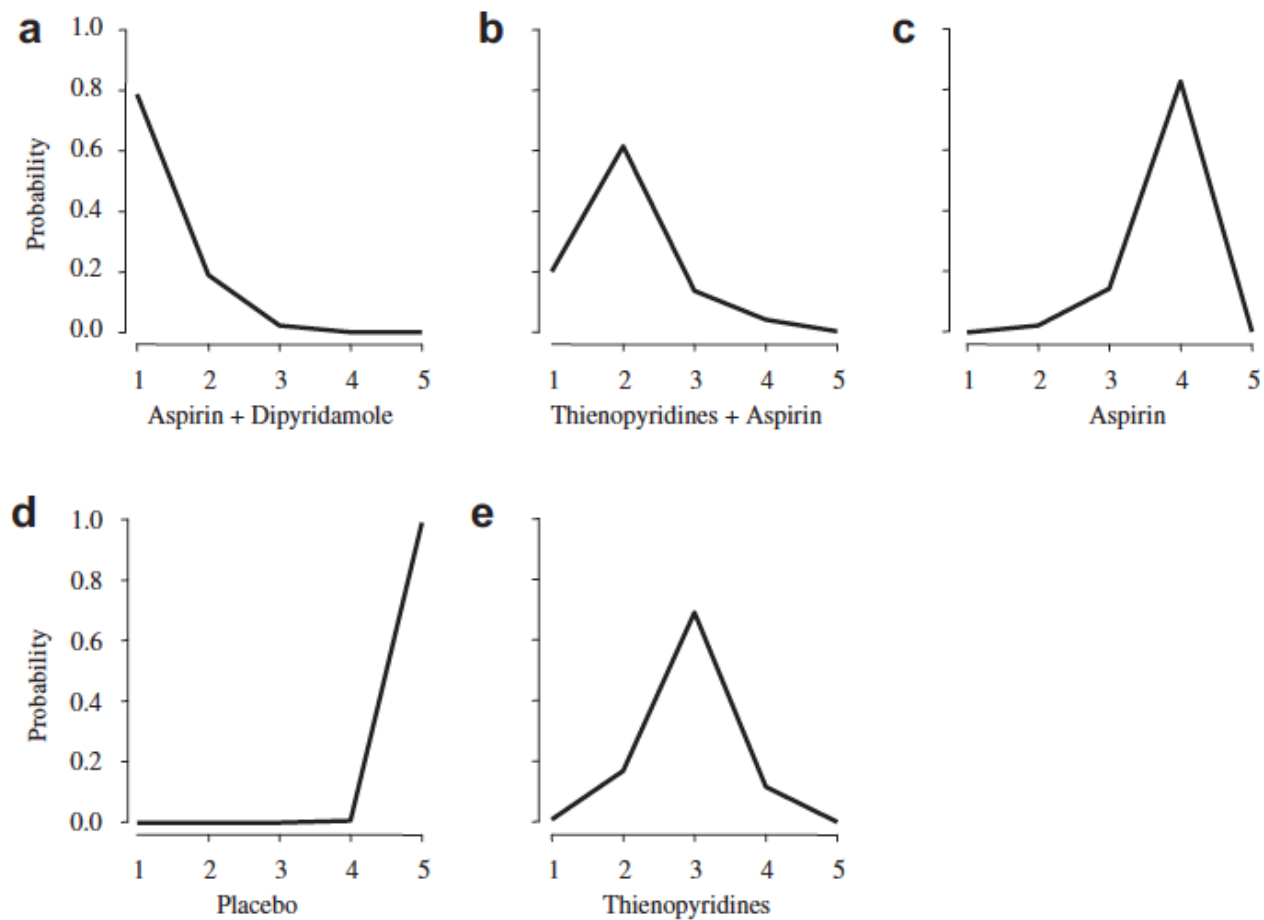 a b c
1.0
0.8
0.6
0.4
0.2
0.0
Probability
1 2 3 4 5
Aspirin + Dipyridamole
1 2 3 4 5
Thienopyridines + Aspirin
1 2 3 4 5
Aspirin
d e
1.0
0.8
0.6
0.4
0.2
0.0
Probability
1 2 3 4 5
Placebo
1 2 3 4 5
Thienopyridines